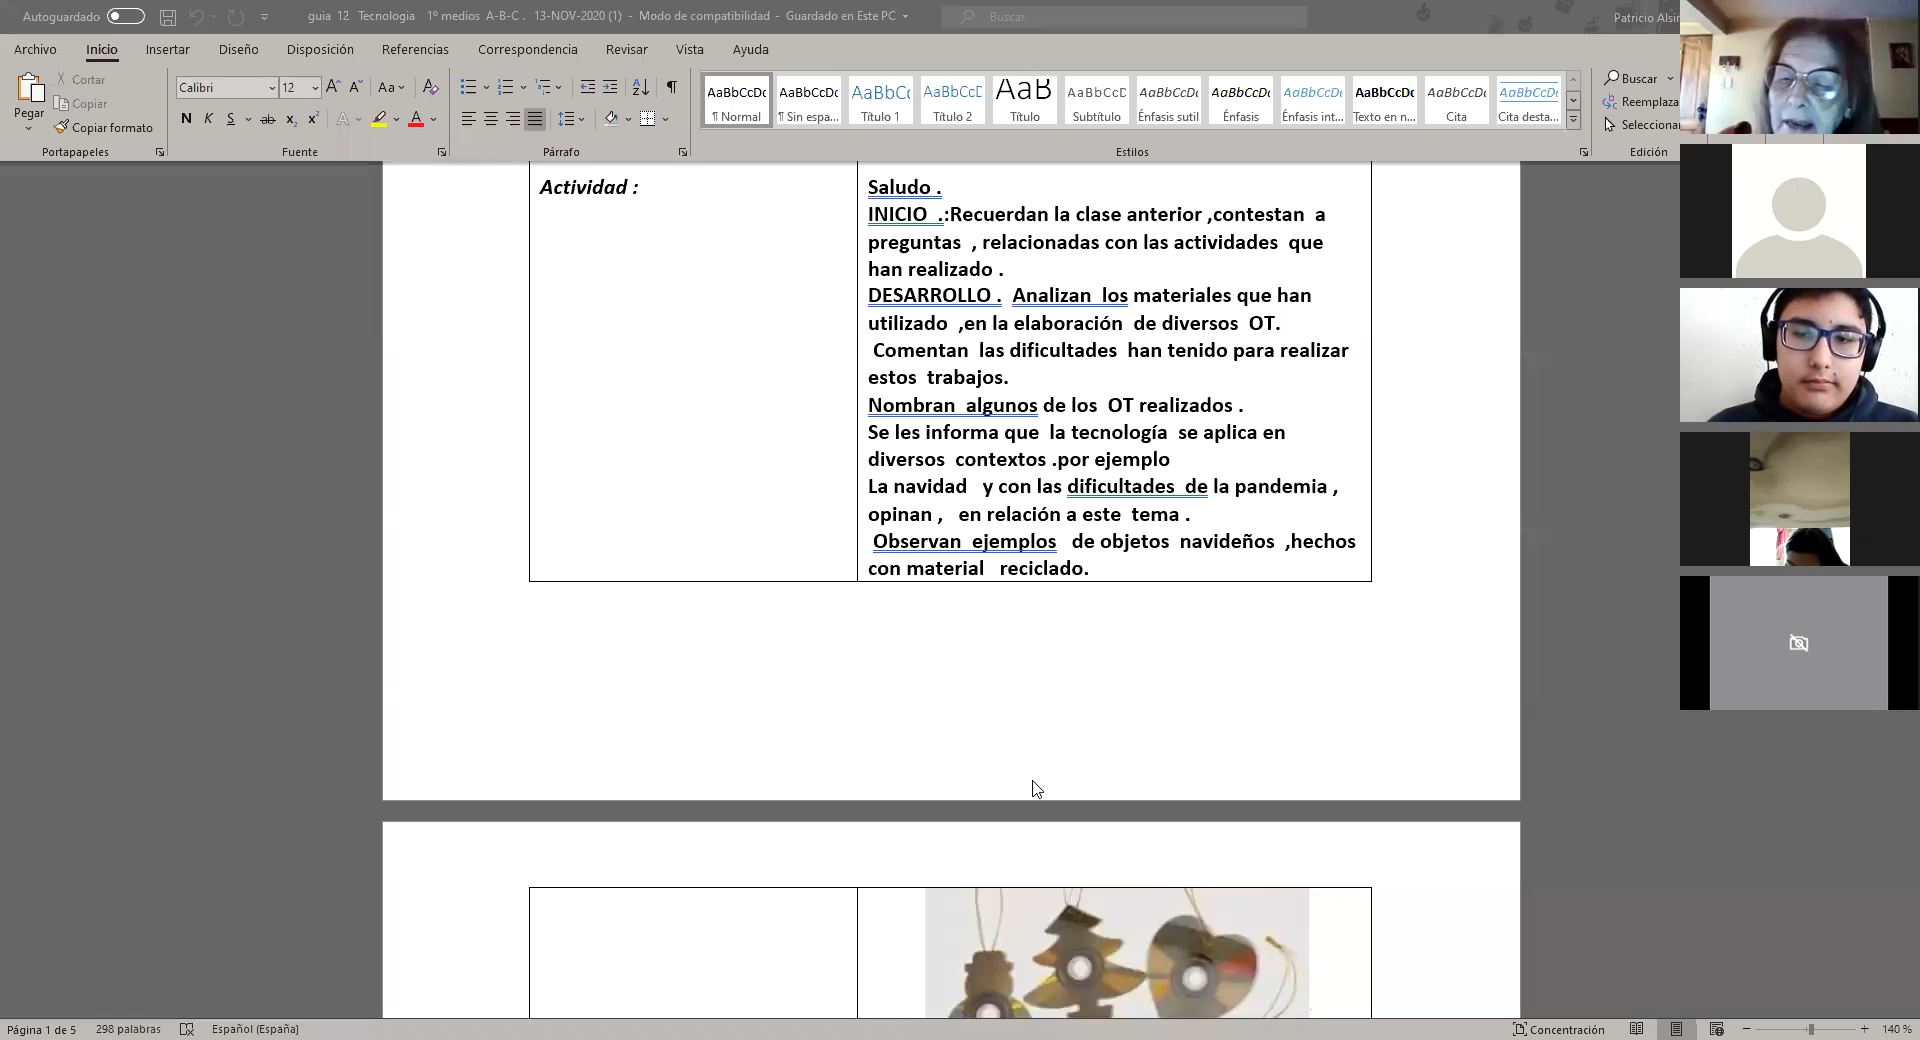 Autoguardado
guia 12 Tecnologia 1º medios A-B-C . 13-NOV-2020 (1) - Modo de compatibilidad - Guardado en Este PC
Buscar
Patricio Alsin
Archivo Inicio Insertar Diseño Disposición Referencias Correspondencia Revisar Vista Ayuda
Pegar
Cortar
Copiar
Copiar formato
Portapapeles
Calibri 12
N K S
Fuente
Párrafo
AaBbCcDc AaBbCcDc AaBbC( AaBbCcD AaB AaBbCcD AaBbCcDc AaBbCcDc AaBbCcDc AaBbCcDc AaBbCcDc AaBbCcDc
¶ Normal ¶ Sin espa... Título 1 Título 2 Título Subtítulo Énfasis sutil Énfasis Énfasis int... Texto en n... Cita Cita desta...
Estilos
Buscar
Reemplaza
Selecciona
Edición
Actividad :
Saludo .
INICIO .:Recuerdan la clase anterior ,contestan a
preguntas , relacionadas con las actividades que
han realizado .
DESARROLLO . Analizan los materiales que han
utilizado ,en la elaboración de diversos OT.
Comentan las dificultades han tenido para realizar
estos trabajos.
Nombran algunos de los OT realizados .
Se les informa que la tecnología se aplica en
diversos contextos .por ejemplo
La navidad y con las dificultades de la pandemia ,
opinan , en relación a este tema .
Observan ejemplos de objetos navideños ,hechos
con material reciclado.
Página 1 de 5 298 palabras Español (España) Concentración 140 %